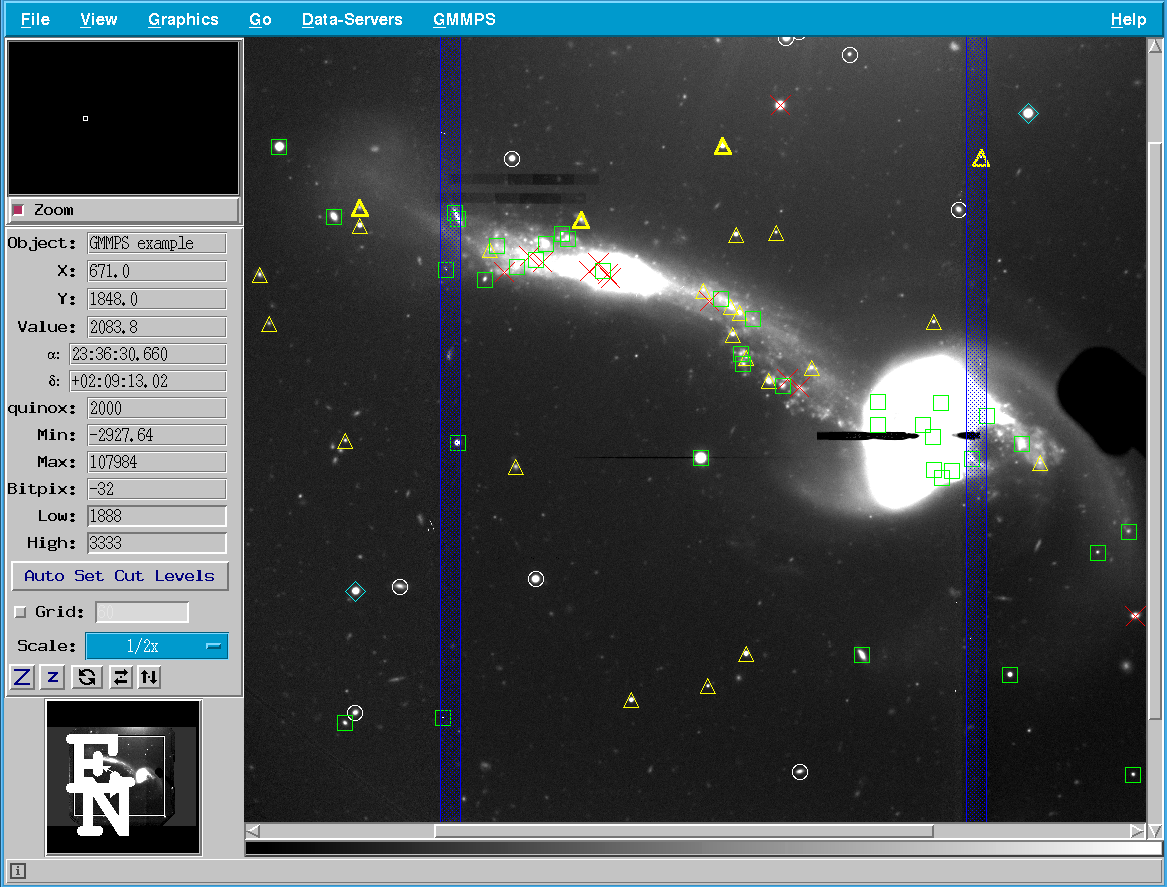 File View Graphics Go Data-Servers GMMPS Help
Zoom
Object: GMMPS example
X: 671.0
Y: 1848.0
Value: 2083.8
α: 23:36:30.660
δ: +02:09:13.02
quinox: 2000
Min: -2927.64
Max: 107984
Bitpix: -32
Low: 1888
High: 3333
Auto Set Cut Levels
Grid: 60
Scale: 1/2x
Z z
E
N
i